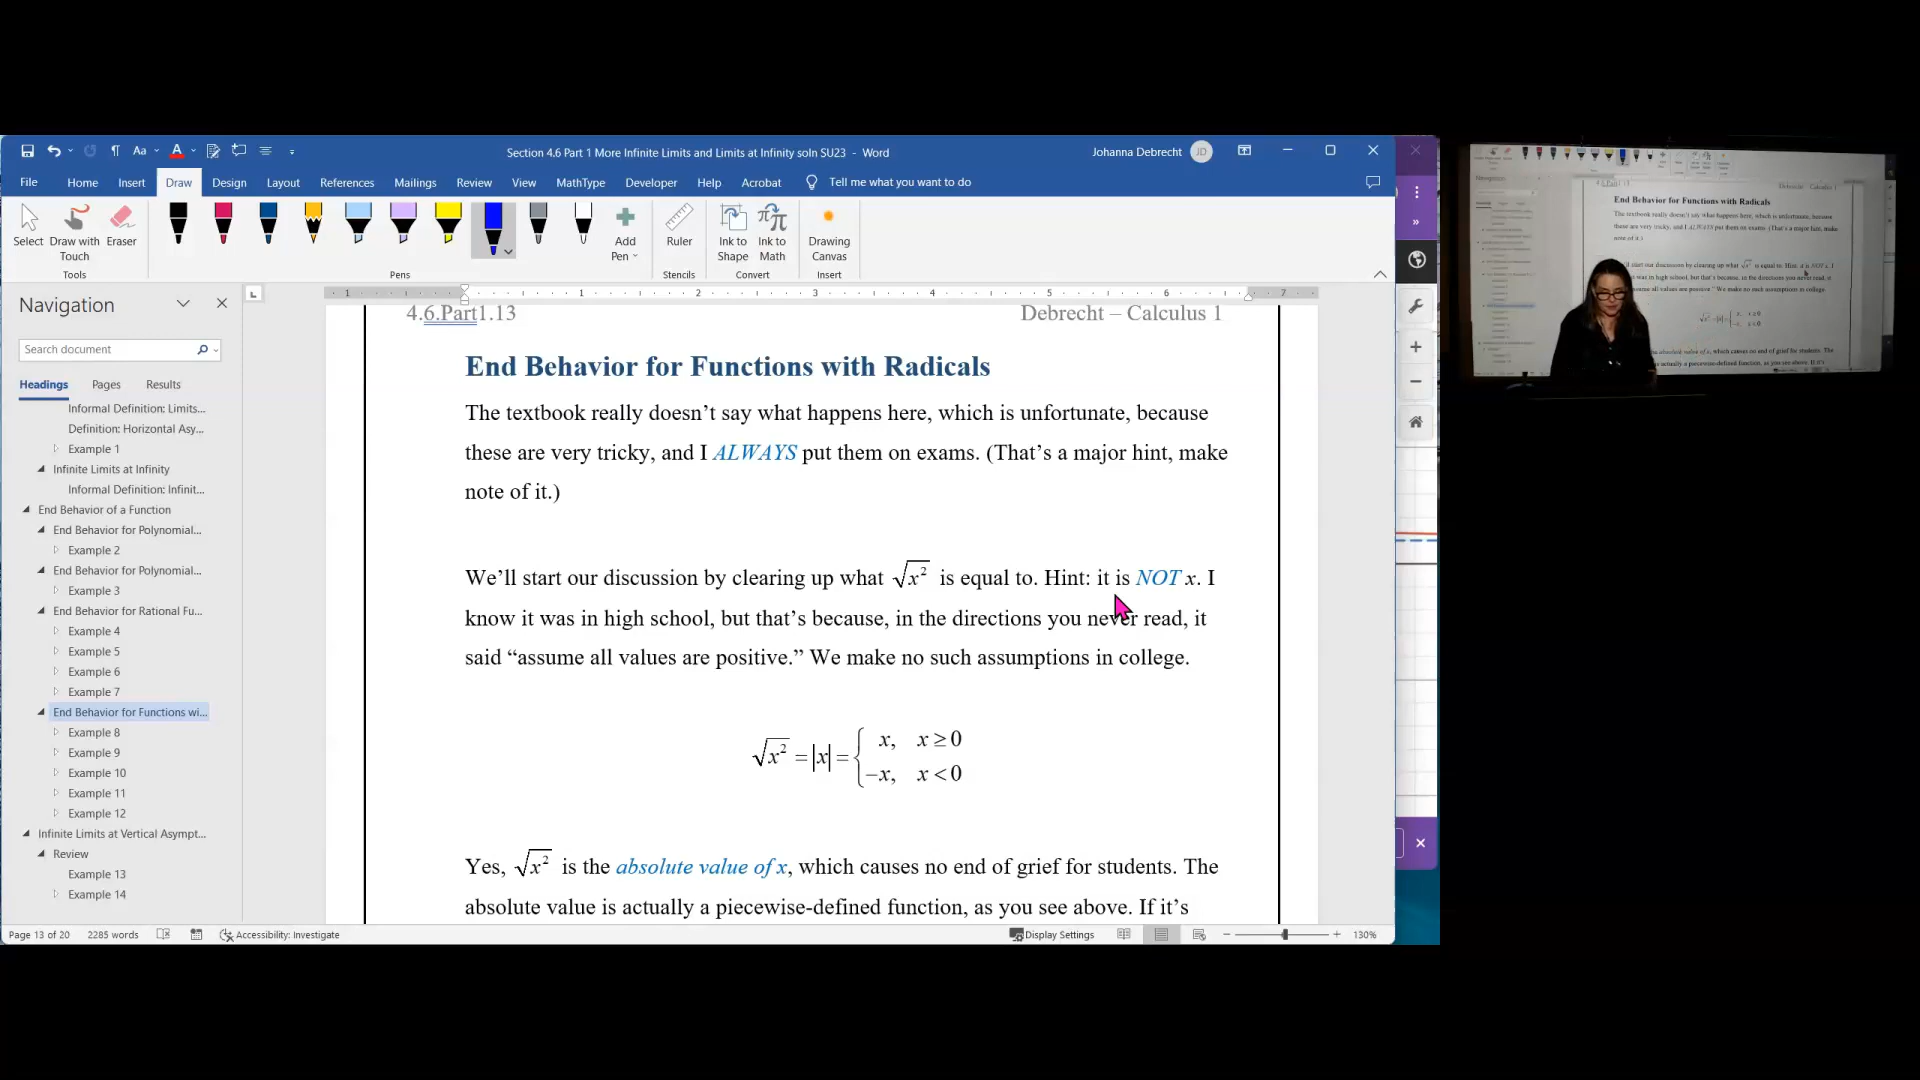 Section 4.6 Part 1 More Infinite Limits and Limits at Infinity soln SU23 - Word
Johanna Debrecht JD
File Home Insert Draw Design Layout References Mailings Review View MathType Developer Help Acrobat Tell me what you want to do
Select Draw with Touch Eraser
Add Pen
Ruler
Ink to Shape
Ink to Math
Drawing Canvas
Tools Pens Stencils Convert Insert
Navigation
Search document
Headings Pages Results
Informal Definition: Limits...
Definition: Horizontal Asy...
Example 1
Infinite Limits at Infinity
Informal Definition: Infinit...
End Behavior of a Function
End Behavior for Polynomial...
Example 2
End Behavior for Polynomial...
Example 3
End Behavior for Rational Fu...
Example 4
Example 5
Example 6
Example 7
End Behavior for Functions wi...
Example 8
Example 9
Example 10
Example 11
Example 12
Infinite Limits at Vertical Asympt...
Review
Example 13
Example 14
4.6.Part1.13 Debrecht – Calculus 1
End Behavior for Functions with Radicals
The textbook really doesn’t say what happens here, which is unfortunate, because
these are very tricky, and I ALWAYS put them on exams. (That’s a major hint, make
note of it.)
We’ll start our discussion by clearing up what √x² is equal to. Hint: it is NOT x. I
know it was in high school, but that’s because, in the directions you never read, it
said “assume all values are positive.” We make no such assumptions in college.
√x² = |x| = { x, x ≥ 0
−x, x < 0
Yes, √x² is the absolute value of x, which causes no end of grief for students. The
absolute value is actually a piecewise-defined function, as you see above. If it’s
Page 13 of 20 2285 words Accessibility: Investigate Display Settings 130%